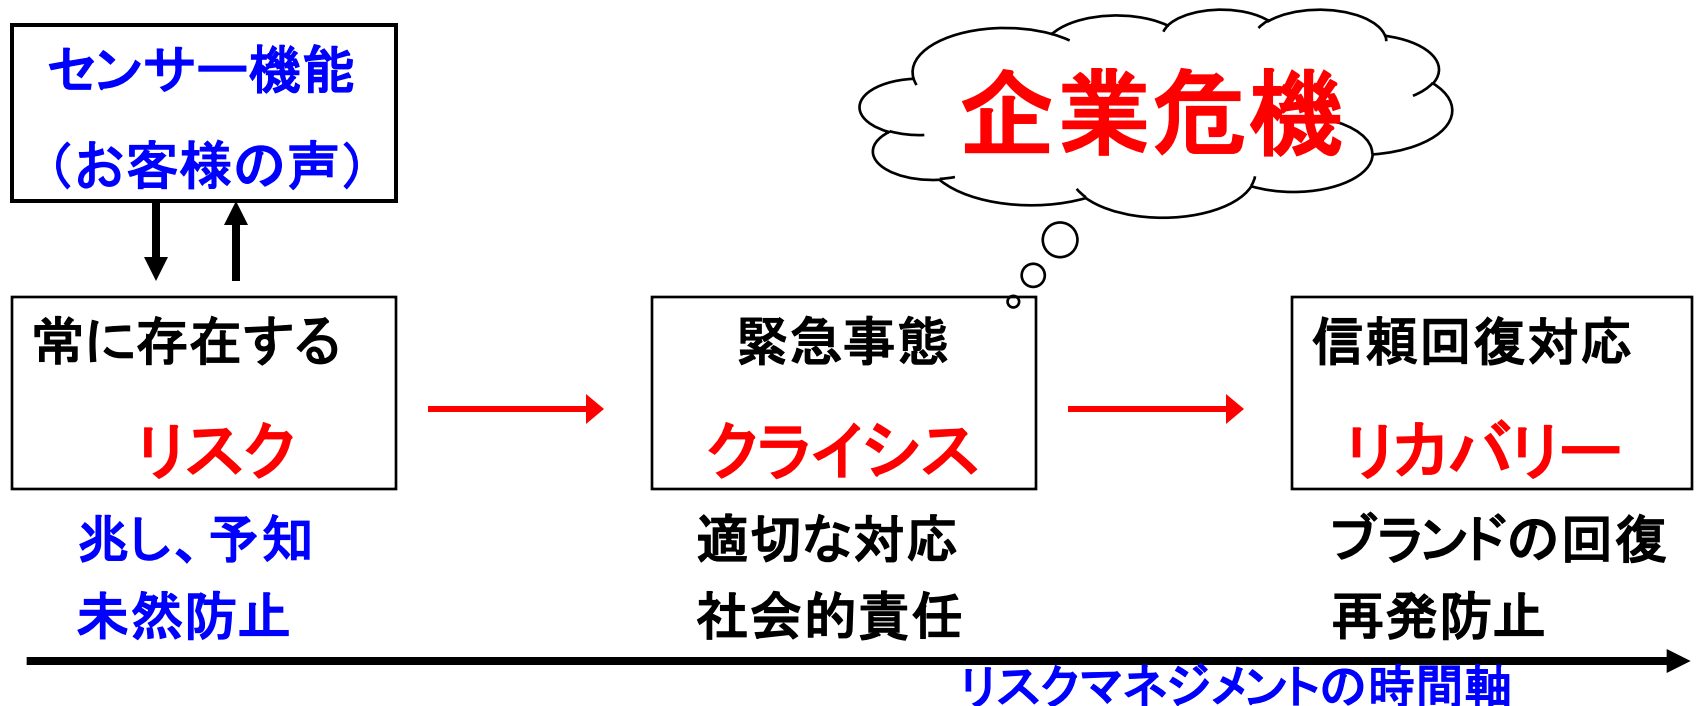 センサー機能
（お客様の声）
企業危機
常に存在する
リスク
緊急事態
クライシス
信頼回復対応
リカバリー
兆し、予知
未然防止
適切な対応
社会的責任
ブランドの回復
再発防止
リスクマネジメントの時間軸